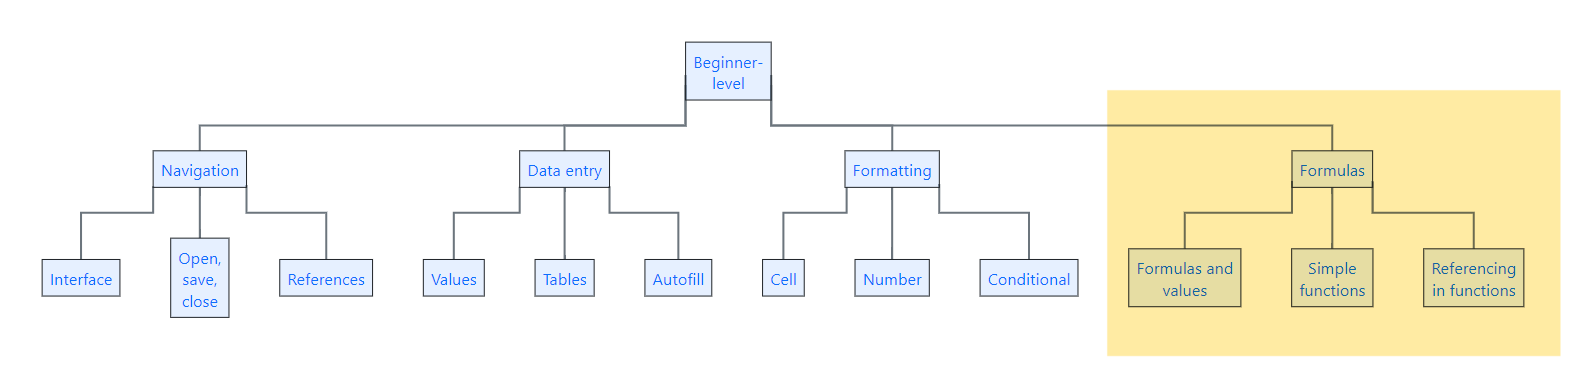 Beginner-
level
Navigation
Data entry
Formatting
Formulas
Interface
Open,
save,
close
References
Values
Tables
Autofill
Cell
Number
Conditional
Formulas and
values
Simple
functions
Referencing
in functions